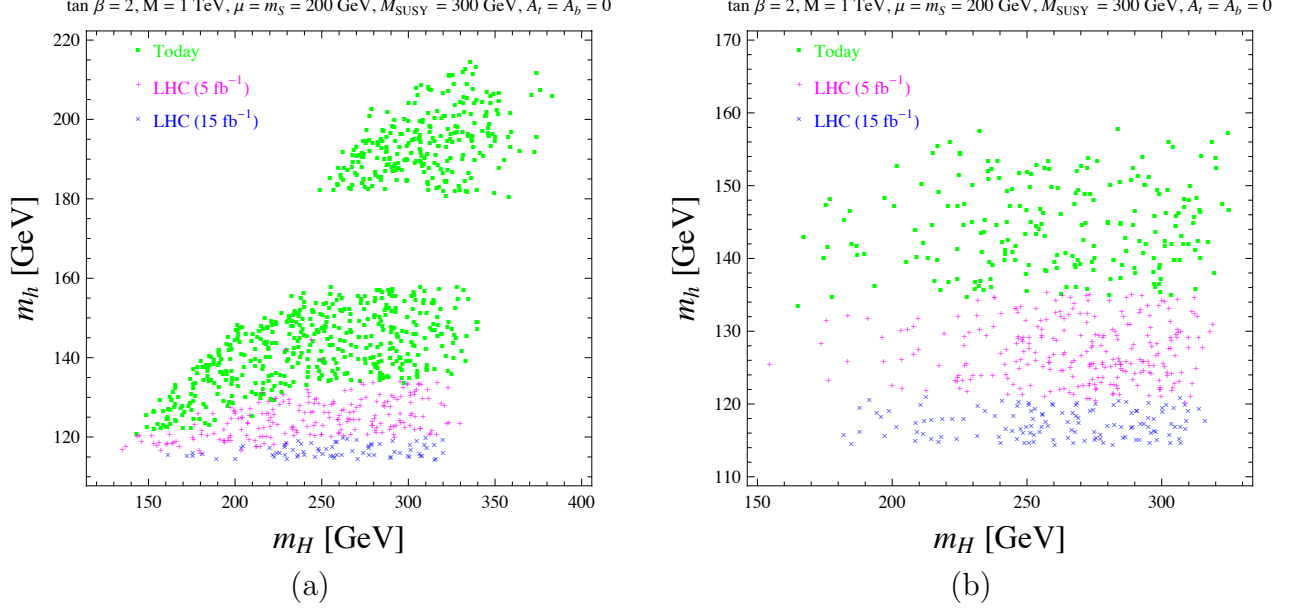 tan β = 2, M = 1 TeV, μ = m_S = 200 GeV, M_SUSY = 300 GeV, A_t = A_b = 0
220
200
180
160
140
120
Today
LHC (5 fb⁻¹)
LHC (15 fb⁻¹)
m_h [GeV]
150 200 250 300 350 400
m_H [GeV]
(a)
tan β = 2, M = 1 TeV, μ = m_S = 200 GeV, M_SUSY = 300 GeV, A_t = A_b = 0
170
160
150
140
130
120
110
Today
LHC (5 fb⁻¹)
LHC (15 fb⁻¹)
m_h [GeV]
150 200 250 300
m_H [GeV]
(b)